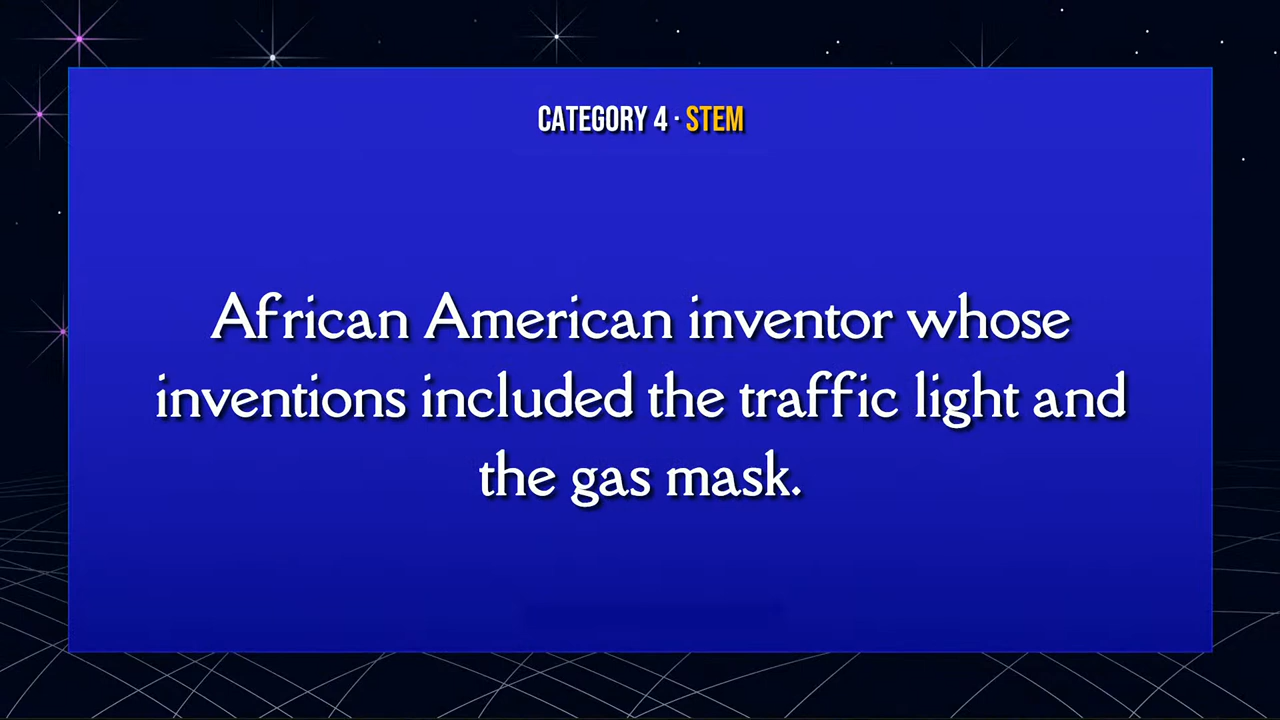 CATEGORY 4 · STEM
African American inventor whose
inventions included the traffic light and
the gas mask.